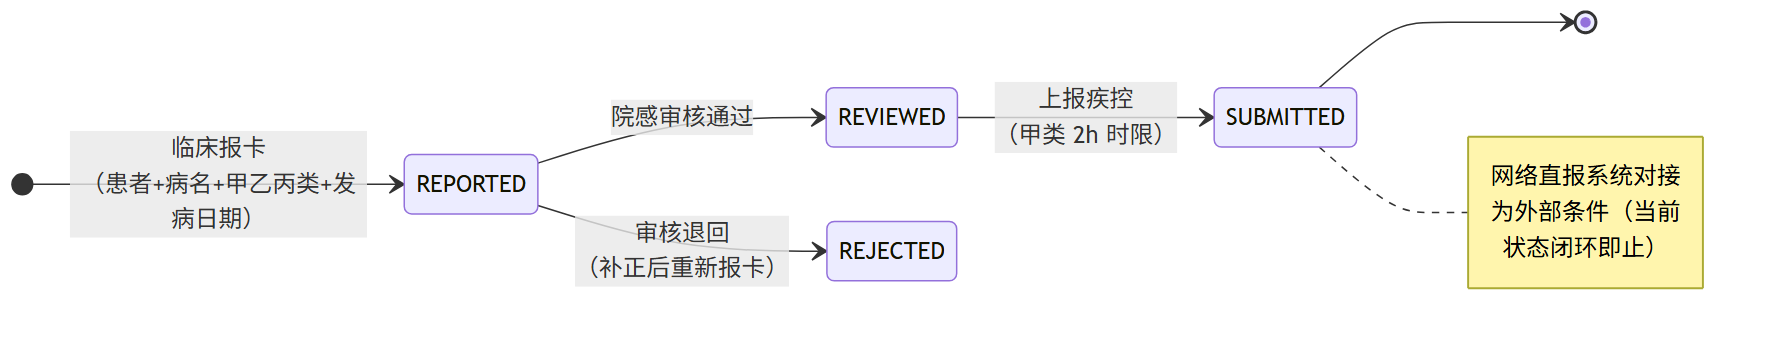 临床报卡
（患者+病名+甲乙丙类+发
病日期）
REPORTED
院感审核通过
审核退回
（补正后重新报卡）
REVIEWED
REJECTED
上报疾控
（甲类 2h 时限）
SUBMITTED
网络直报系统对接
为外部条件（当前
状态闭环即止）